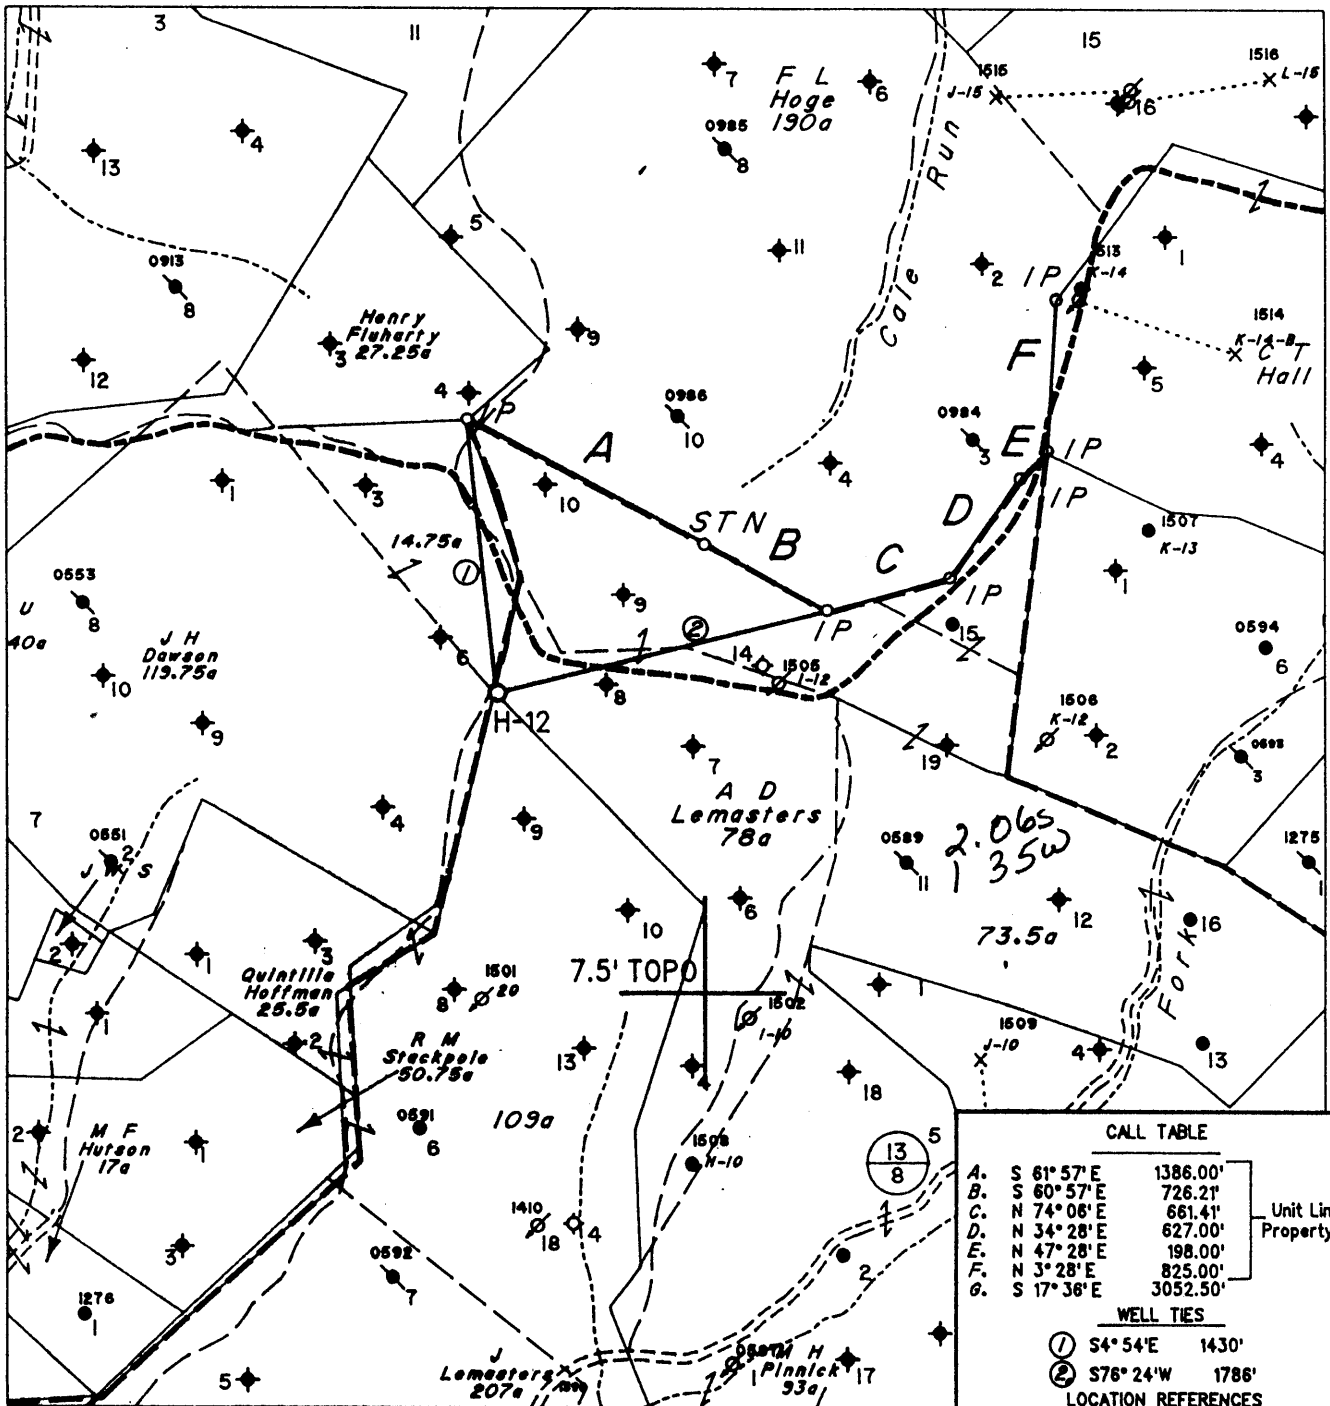 3
11
15
7
F L
Hoge
190a
6
1515
J-15
16
1516
L-15
13
4
0985
8
Cale Run
5
11
2
1
0913
8
IP
K-14
1514
K-14-B
C T
Hall
Henry
Fluharty
27.25a
3
9
F
5
12
4
IP
0986
10
0984
3
E
IP
4
A
4
1
3
10
IP
STN
B
D
14.75a
1
C
1507
K-13
1
0553
8
U
40a
J H
Dawson
119.75a
9
2
IP
IP
15
0594
6
6
14
1505
I-12
10
8
1506
K-12
H-12
9
7
19
2
3
A D
Lemasters
78a
4
9
7
0551
2
J M S
0589
11
2.06s
1 35w
1275
1
6
12
10
16
73.5a
2
1
3
Quintilla
Hoffman
25.5a
8
1501
20
7.5' TOPO
1502
I-10
1
Fork
1
2
R M
Stackpole
50.75a
13
4
1509
J-10
4
13
18
0591
6
109a
2
M F
Hutson
17a
1
1503
H-10
13
8
5
1410
18
4
3
0592
7
2
1276
1
5
J
Lemasters
207a
M H
Pinnick
93a
1
17
CALL TABLE
A. S 61°57'E 1386.00'
B. S 60°57'E 726.21'
C. N 74°06'E 661.41'
D. N 34°28'E 627.00'
E. N 47°28'E 198.00'
F. N 3°28'E 825.00'
G. S 17°36'E 3052.50'
Unit Lin
Property
WELL TIES
1 S4°54'E 1430'
2 S76°24'W 1786'
LOCATION REFERENCES